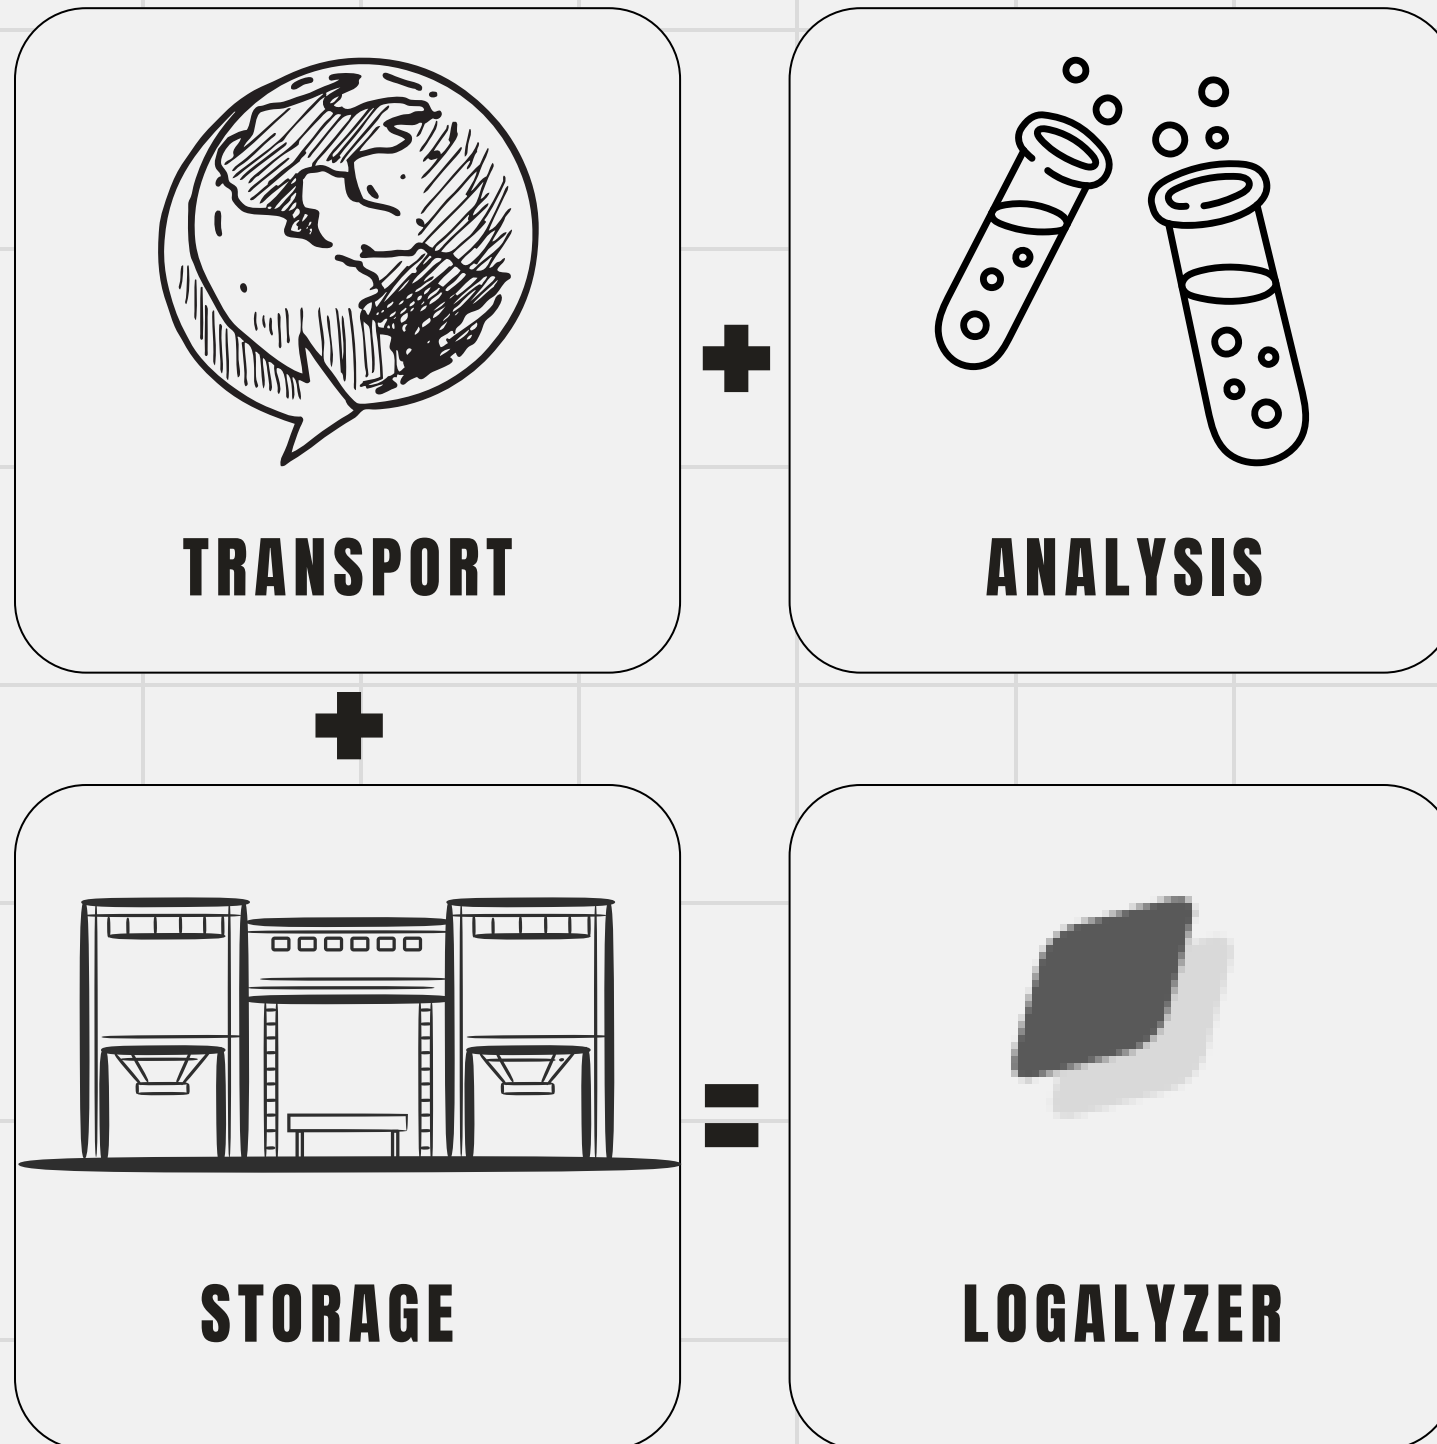 TRANSPORT
+
ANALYSIS
+
STORAGE
=
LOGALYZER